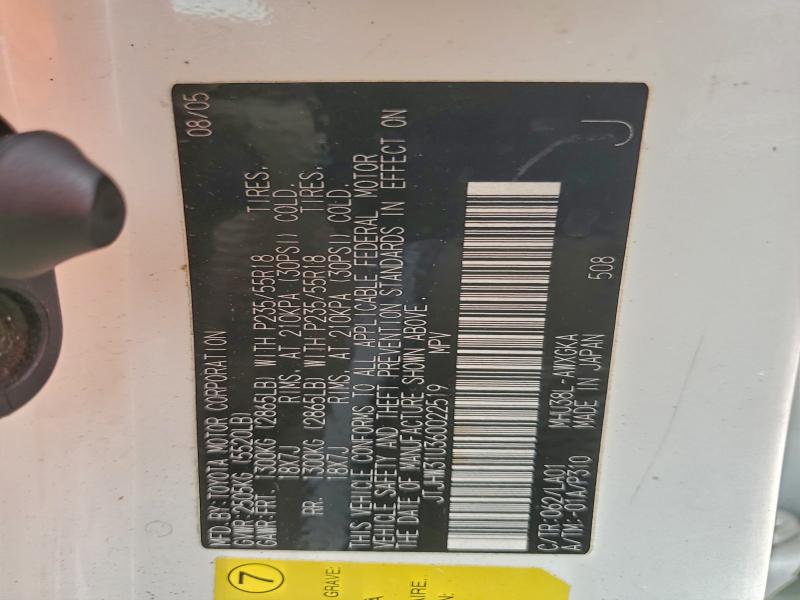 MFD.BY:TOYOTA MOTOR CORPORATION 08/05
GVWR:2505KG (5520LB)
GAWR:FRT. 1300KG (2865LB) WITH P235/55R18 TIRES.
18X7J RIMS. AT 210KPA (30PSI) COLD.
RR. 1300KG (2865LB) WITH P235/55R18 TIRES.
18X7J RIMS. AT 210KPA (30PSI) COLD.
THIS VEHICLE CONFORMS TO ALL APPLICABLE FEDERAL MOTOR
VEHICLE SAFETY AND THEFT PREVENTION STANDARDS IN EFFECT ON
THE DATE OF MANUFACTURE SHOWN ABOVE.
JTJHW31U360022519 MPV
C/TR:062/LA01 MHU38L-AWXGKA
A/TM:-01A/P310 MADE IN JAPAN 508
J
7
GRAVE
AIRE.